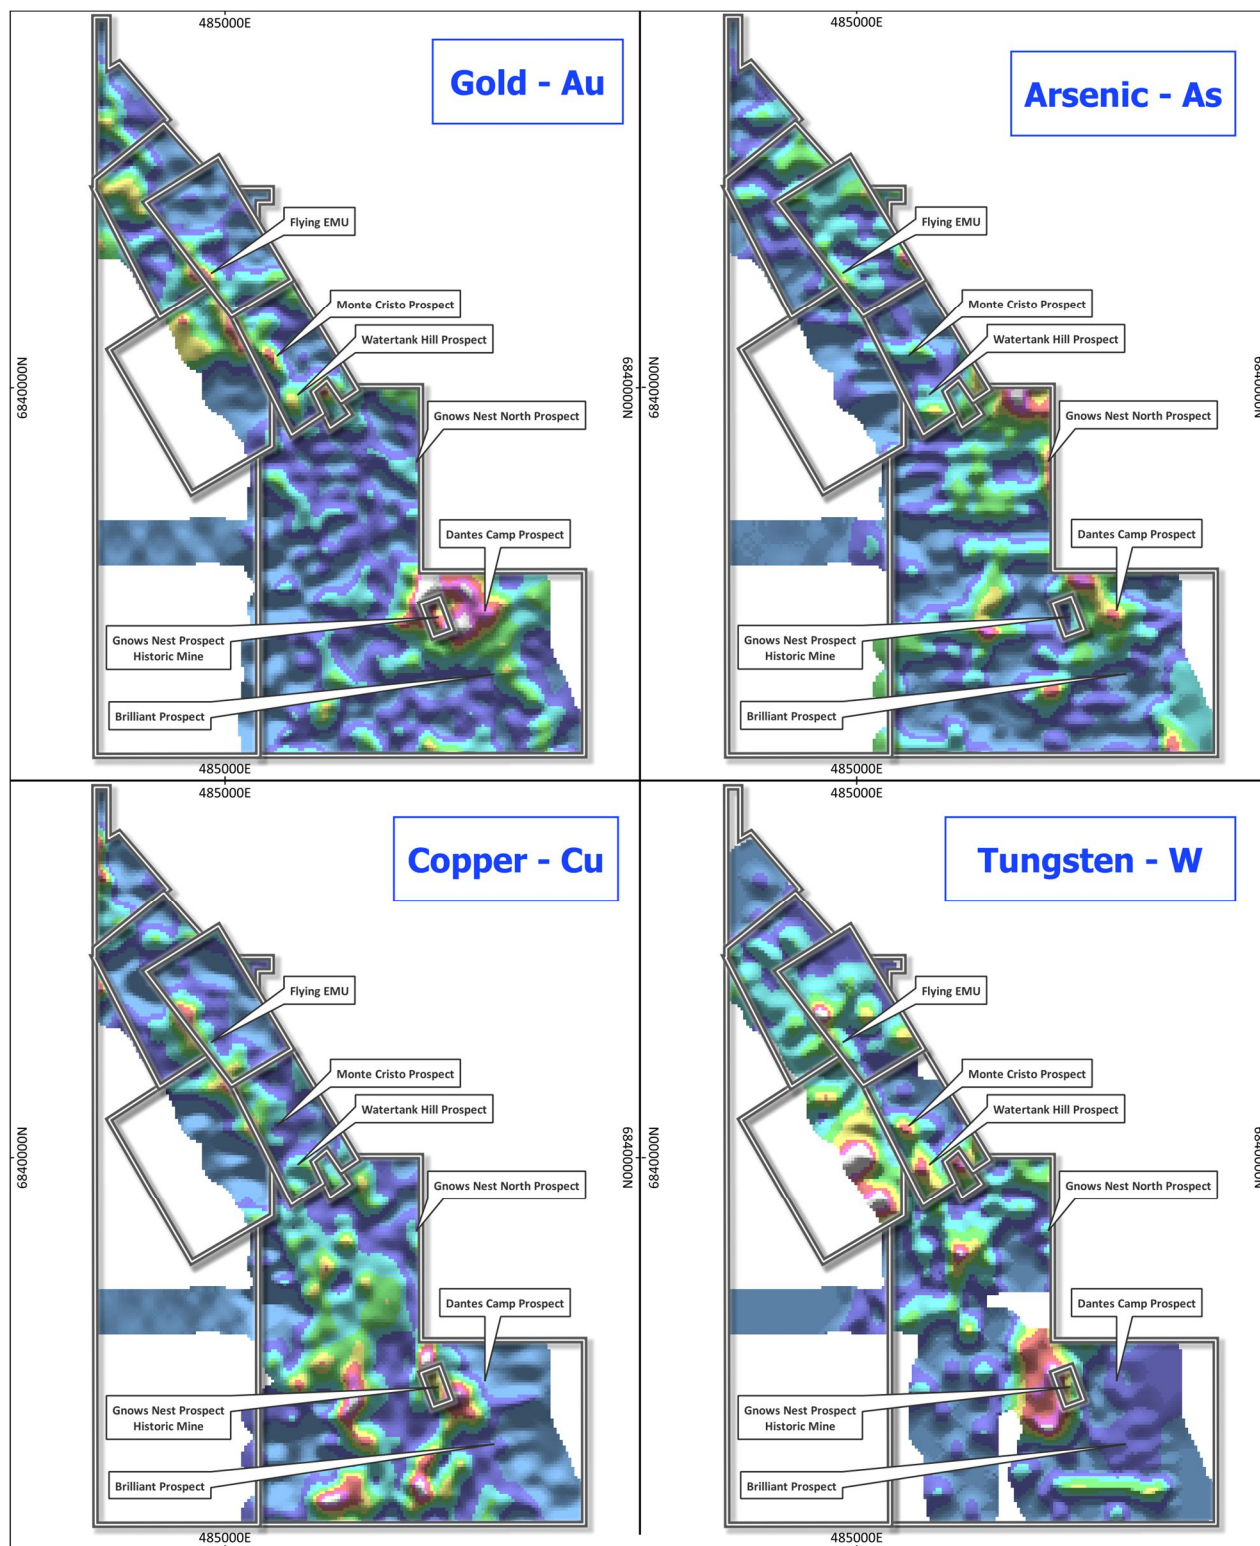 485000E
Gold - Au
Flying EMU
Monte Cristo Prospect
Watertank Hill Prospect
6840000N
6840000N
Gnows Nest North Prospect
Dantes Camp Prospect
Gnows Nest Prospect
Historic Mine
Brilliant Prospect
485000E
485000E
Arsenic - As
Flying EMU
Monte Cristo Prospect
Watertank Hill Prospect
6840000N
6840000N
Gnows Nest North Prospect
Dantes Camp Prospect
Gnows Nest Prospect
Historic Mine
Brilliant Prospect
485000E
485000E
Copper - Cu
Flying EMU
Monte Cristo Prospect
Watertank Hill Prospect
6840000N
6840000N
Gnows Nest North Prospect
Dantes Camp Prospect
Gnows Nest Prospect
Historic Mine
Brilliant Prospect
485000E
485000E
Tungsten - W
Flying EMU
Monte Cristo Prospect
Watertank Hill Prospect
6840000N
6840000N
Gnows Nest North Prospect
Dantes Camp Prospect
Gnows Nest Prospect
Historic Mine
Brilliant Prospect
485000E